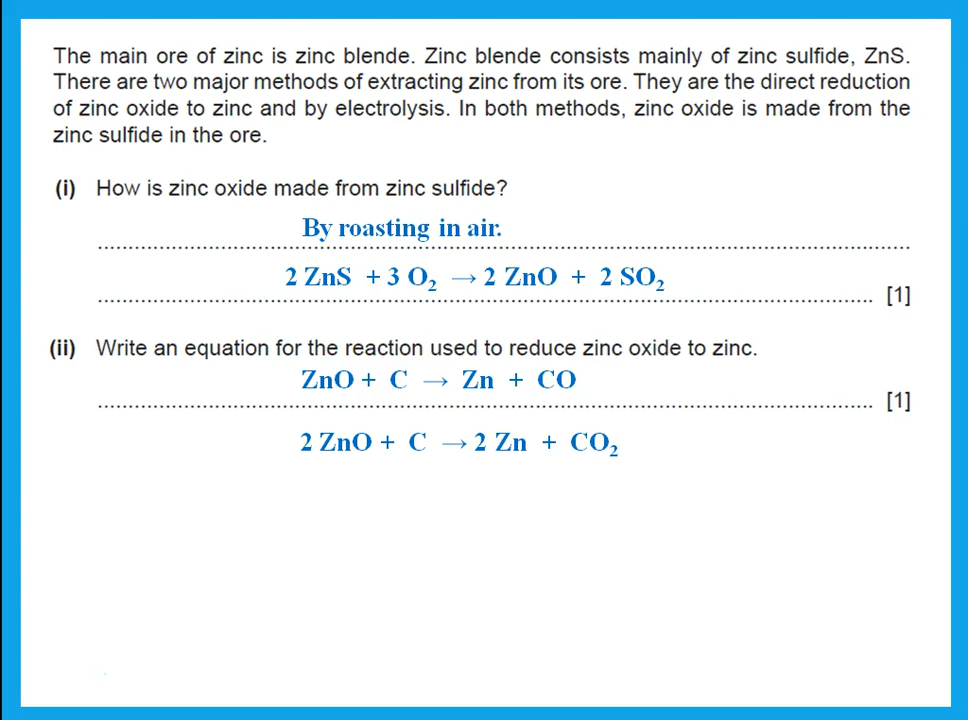 The main ore of zinc is zinc blende. Zinc blende consists mainly of zinc sulfide, ZnS.
There are two major methods of extracting zinc from its ore. They are the direct reduction
of zinc oxide to zinc and by electrolysis. In both methods, zinc oxide is made from the
zinc sulfide in the ore.
(i) How is zinc oxide made from zinc sulfide?
By roasting in air.
2 ZnS + 3 O₂ → 2 ZnO + 2 SO₂
[1]
(ii) Write an equation for the reaction used to reduce zinc oxide to zinc.
ZnO + C → Zn + CO
[1]
2 ZnO + C → 2 Zn + CO₂